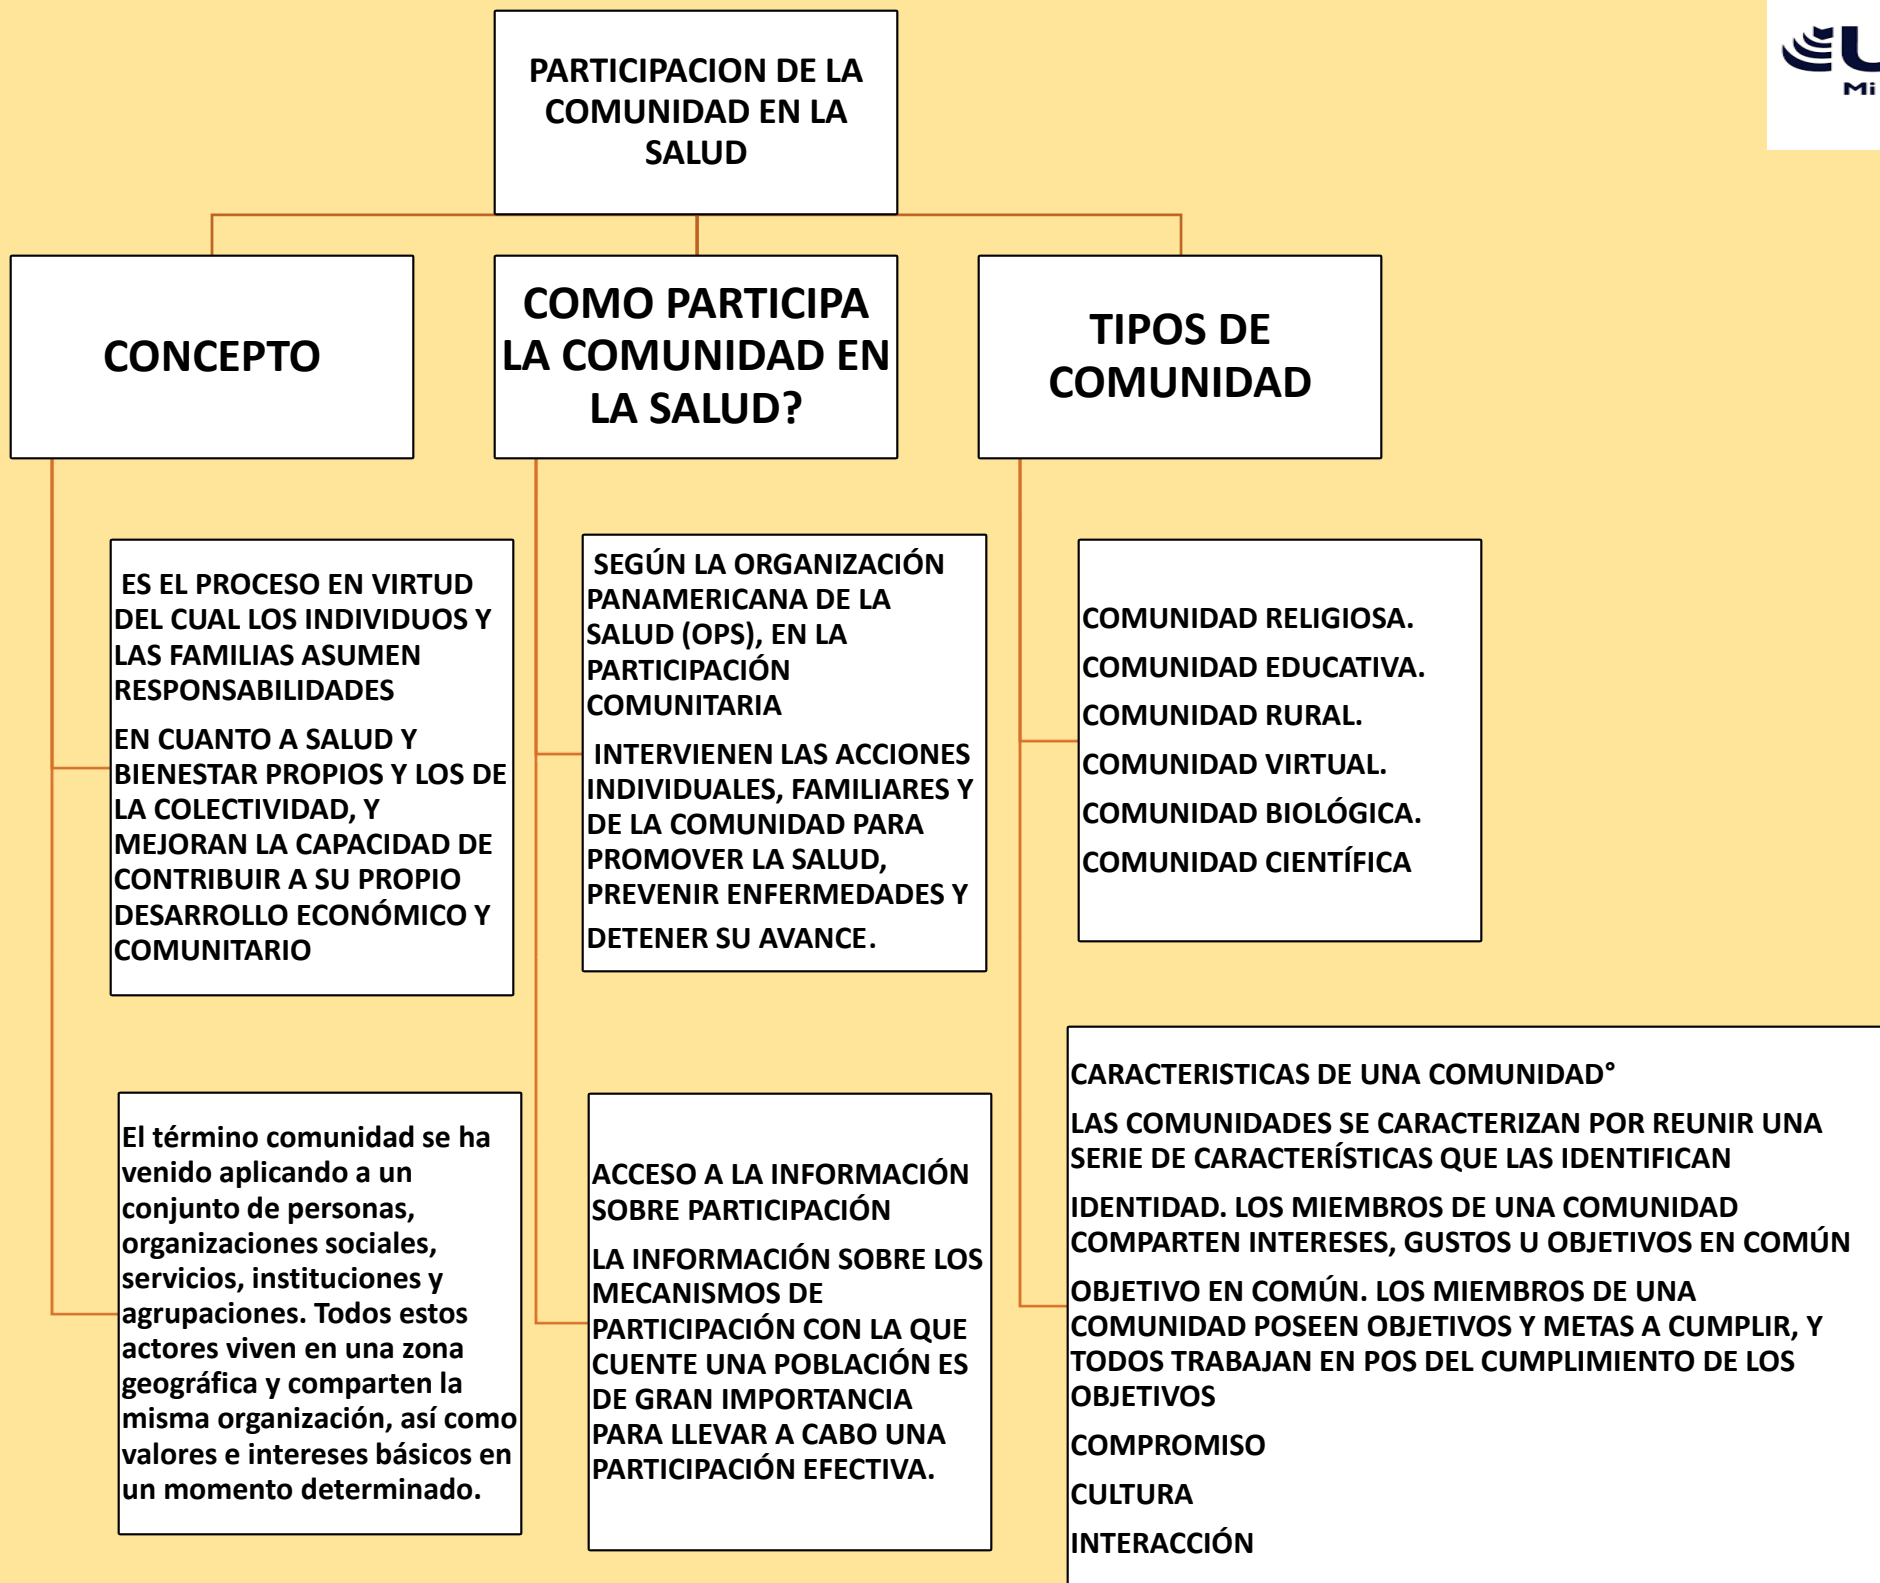 PARTICIPACION DE LA
COMUNIDAD EN LA
SALUD
Mi
CONCEPTO
COMO PARTICIPA
LA COMUNIDAD EN
LA SALUD?
TIPOS DE
COMUNIDAD
ES EL PROCESO EN VIRTUD
DEL CUAL LOS INDIVIDUOS Y
LAS FAMILIAS ASUMEN
RESPONSABILIDADES
EN CUANTO A SALUD Y
BIENESTAR PROPIOS Y LOS DE
LA COLECTIVIDAD, Y
MEJORAN LA CAPACIDAD DE
CONTRIBUIR A SU PROPIO
DESARROLLO ECONÓMICO Y
COMUNITARIO
SEGÚN LA ORGANIZACIÓN
PANAMERICANA DE LA
SALUD (OPS), EN LA
PARTICIPACIÓN
COMUNITARIA
INTERVIENEN LAS ACCIONES
INDIVIDUALES, FAMILIARES Y
DE LA COMUNIDAD PARA
PROMOVER LA SALUD,
PREVENIR ENFERMEDADES Y
DETENER SU AVANCE.
COMUNIDAD RELIGIOSA.
COMUNIDAD EDUCATIVA.
COMUNIDAD RURAL.
COMUNIDAD VIRTUAL.
COMUNIDAD BIOLÓGICA.
COMUNIDAD CIENTÍFICA
El término comunidad se ha
venido aplicando a un
conjunto de personas,
organizaciones sociales,
servicios, instituciones y
agrupaciones. Todos estos
actores viven en una zona
geográfica y comparten la
misma organización, así como
valores e intereses básicos en
un momento determinado.
ACCESO A LA INFORMACIÓN
SOBRE PARTICIPACIÓN
LA INFORMACIÓN SOBRE LOS
MECANISMOS DE
PARTICIPACIÓN CON LA QUE
CUENTE UNA POBLACIÓN ES
DE GRAN IMPORTANCIA
PARA LLEVAR A CABO UNA
PARTICIPACIÓN EFECTIVA.
CARACTERISTICAS DE UNA COMUNIDAD°
LAS COMUNIDADES SE CARACTERIZAN POR REUNIR UNA
SERIE DE CARACTERÍSTICAS QUE LAS IDENTIFICAN
IDENTIDAD. LOS MIEMBROS DE UNA COMUNIDAD
COMPARTEN INTERESES, GUSTOS U OBJETIVOS EN COMÚN
OBJETIVO EN COMÚN. LOS MIEMBROS DE UNA
COMUNIDAD POSEEN OBJETIVOS Y METAS A CUMPLIR, Y
TODOS TRABAJAN EN POS DEL CUMPLIMIENTO DE LOS
OBJETIVOS
COMPROMISO
CULTURA
INTERACCIÓN